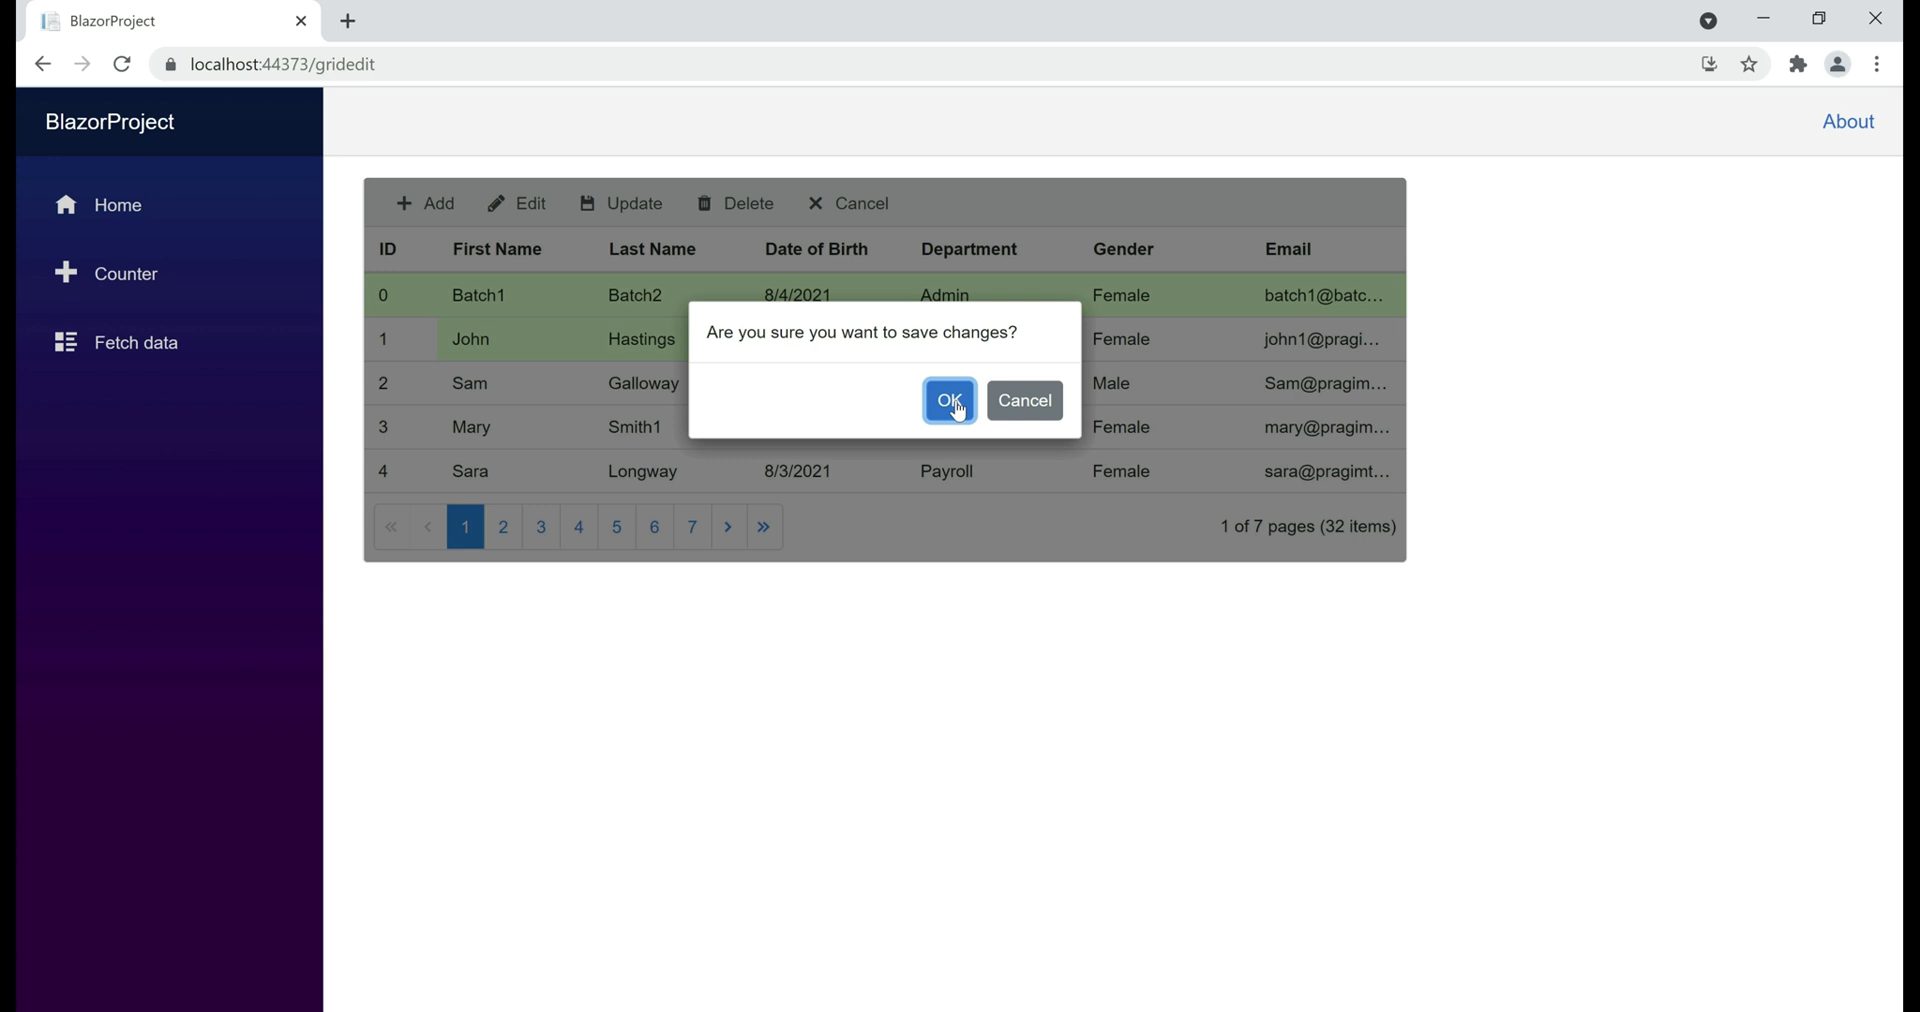 BlazorProject
localhost:44373/gridedit
BlazorProject
About
Home
Counter
Fetch data
Add Edit Update Delete Cancel
ID First Name Last Name Date of Birth Department Gender Email
0 Batch1 Batch2 8/4/2021 Admin Female batch1@batc...
1 John Hastings Female john1@pragi...
2 Sam Galloway Male Sam@pragim...
3 Mary Smith1 Female mary@pragim...
4 Sara Longway 8/3/2021 Payroll Female sara@pragimt...
Are you sure you want to save changes?
OK Cancel
« ‹ 1 2 3 4 5 6 7 › » 1 of 7 pages (32 items)